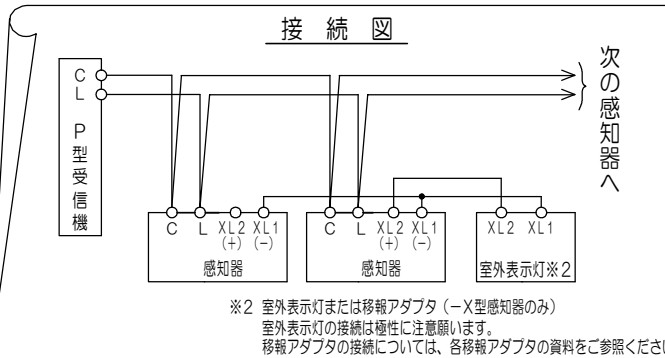 接続図
C
L
P型受信機
次の感知器へ
C L XL2 XL1
(+) (-)
感知器
C L XL2 XL1
(+) (-)
感知器
XL2 XL1
室外表示灯※2
※2 室外表示灯または移報アダプタ(-X型感知器のみ)
室外表示灯の接続は極性に注意願います。
移報アダプタの接続については、各移報アダプタの資料をご参照くださ